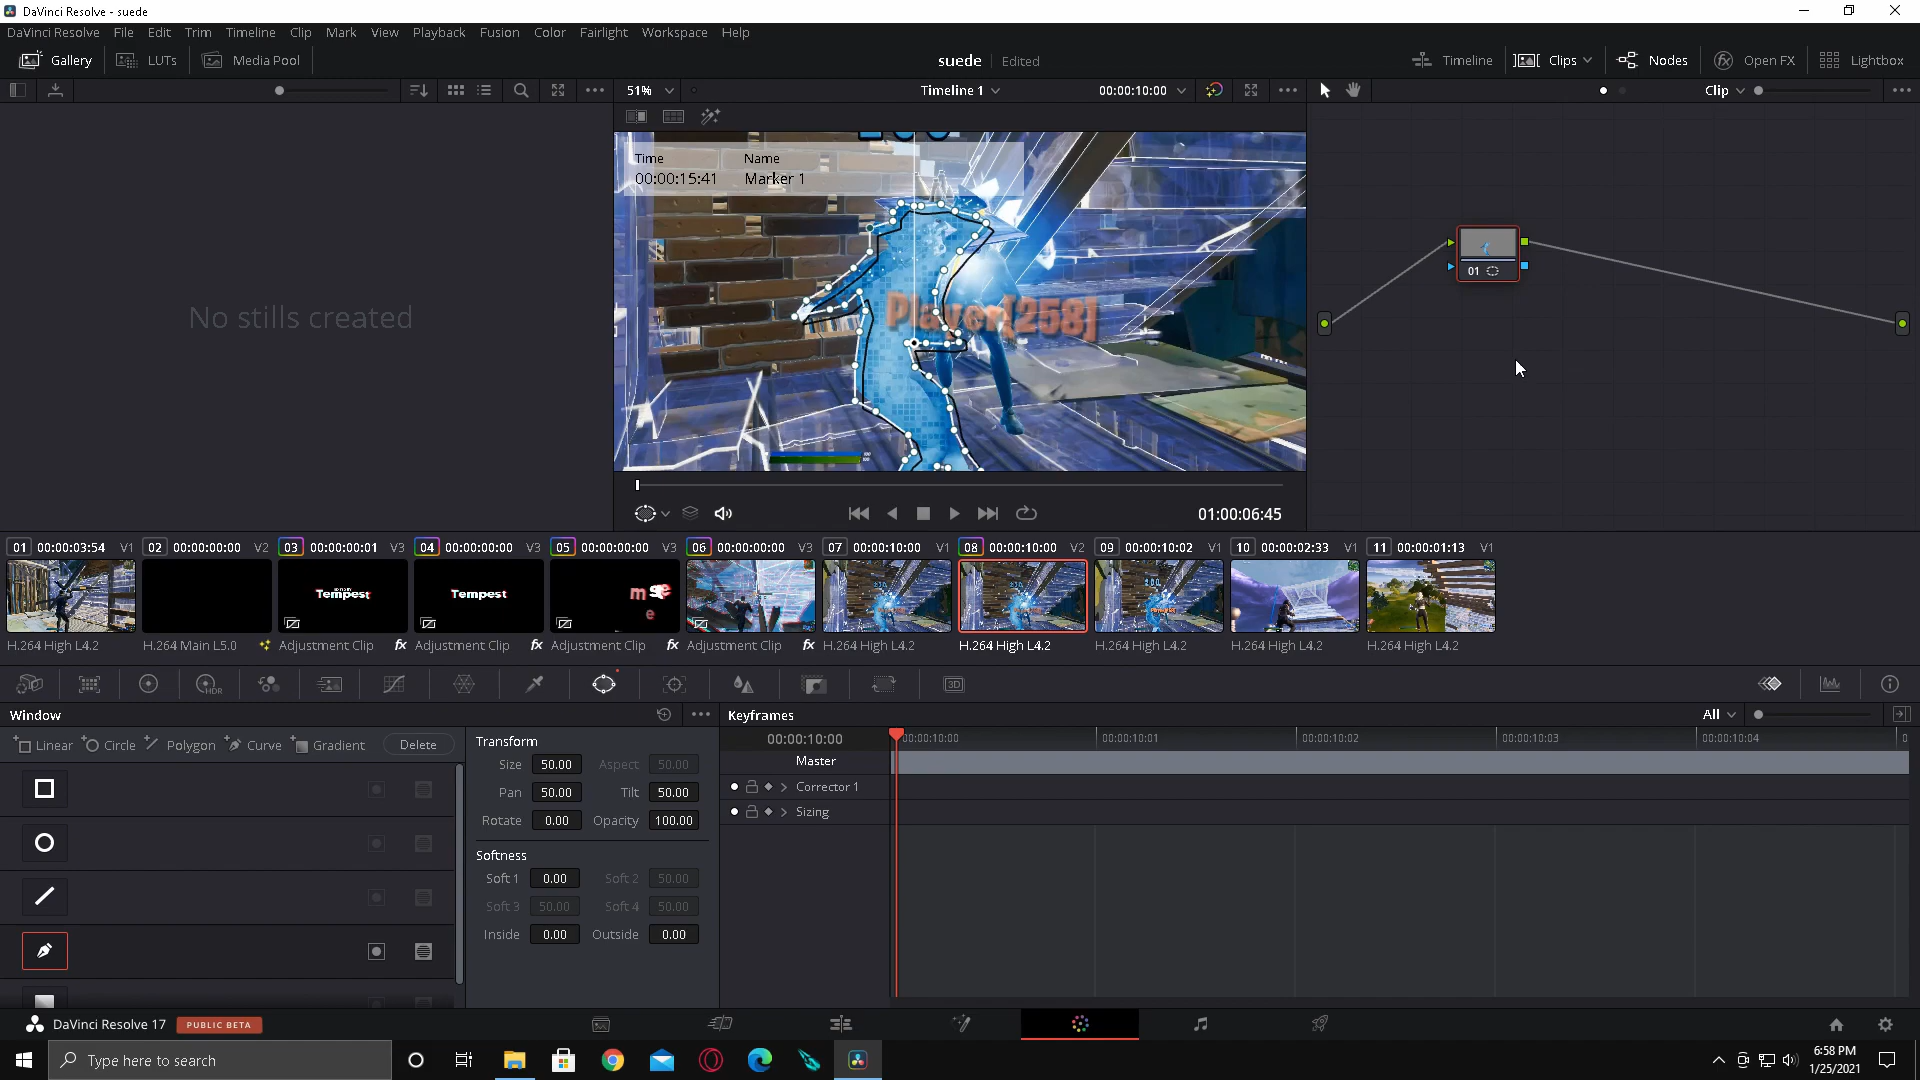 DaVinci Resolve - suede
DaVinci Resolve File Edit Trim Timeline Clip Mark View Playback Fusion Color Fairlight Workspace Help
Gallery LUTs Media Pool suede Edited Timeline Clips Nodes Open FX Lightbox
51% Timeline 1 00:00:10:00 Clip
Time Name
00:00:15:41 Marker 1
Player[258]
No stills created
01
01:00:06:45
01 00:00:03:54 V1 02 00:00:00:00 V2 03 00:00:00:01 V3 04 00:00:00:00 V3 05 00:00:00:00 V3 06 00:00:00:00 V3 07 00:00:10:00 V1 08 00:00:10:00 V2 09 00:00:10:02 V1 10 00:00:02:33 V1 11 00:00:01:13 V1
Tempest Tempest
H.264 High L4.2 H.264 Main L5.0 Adjustment Clip fx Adjustment Clip fx Adjustment Clip fx Adjustment Clip fx H.264 High L4.2 H.264 High L4.2 H.264 High L4.2 H.264 High L4.2 H.264 High L4.2
HDR 3D
Window Keyframes All
Linear Circle Polygon Curve Gradient Delete
Transform
Size 50.00 Aspect 50.00
Pan 50.00 Tilt 50.00
Rotate 0.00 Opacity 100.00
Softness
Soft 1 0.00 Soft 2 50.00
Soft 3 50.00 Soft 4 50.00
Inside 0.00 Outside 0.00
00:00:10:00 00:00:10:00 00:00:10:01 00:00:10:02 00:00:10:03 00:00:10:04 0
Master
Corrector 1
Sizing
DaVinci Resolve 17 PUBLIC BETA
Type here to search
6:58 PM
1/25/2021